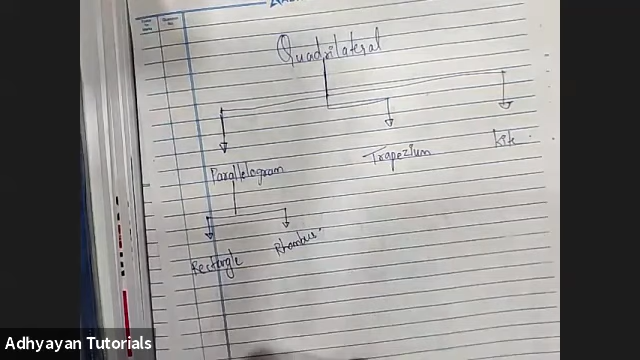 Quadrilateral
Parallelogram
Trapezium
kite
Rectangle
Rhombus
Adhyayan Tutorials